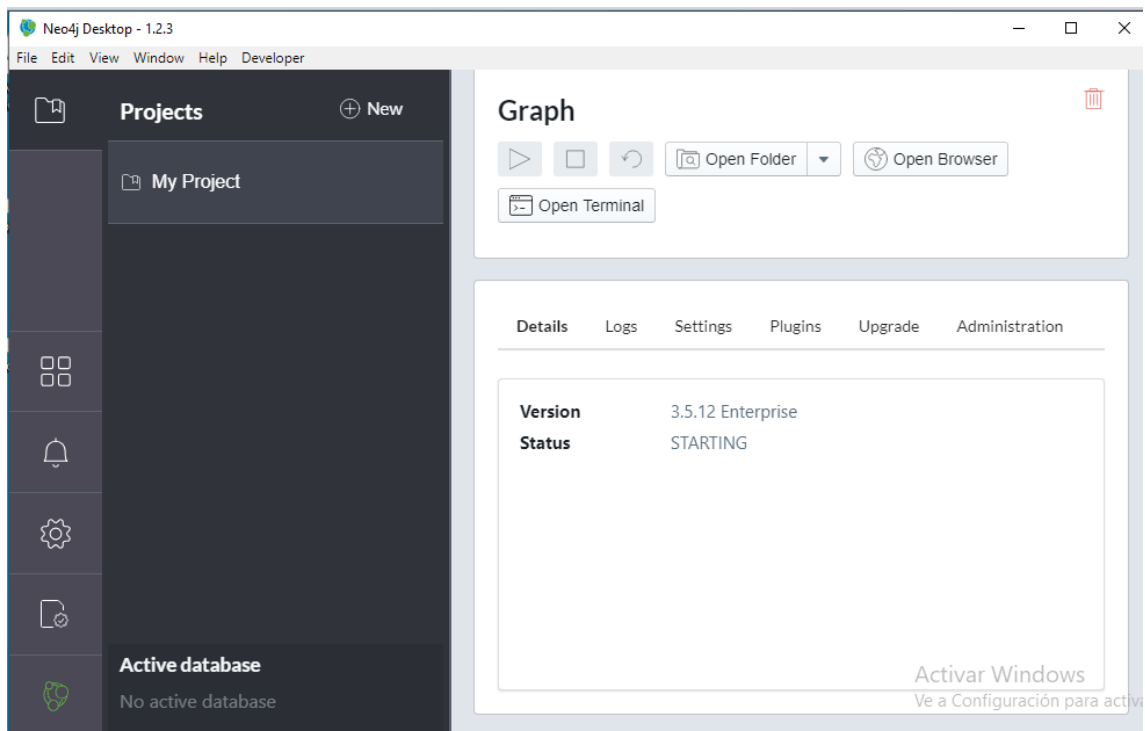 Neo4j Desktop - 1.2.3
File Edit View Window Help Developer
Projects
New
My Project
Active database
No active database
Graph
Open Folder
Open Browser
Open Terminal
Details Logs Settings Plugins Upgrade Administration
Version 3.5.12 Enterprise
Status STARTING
Activar Windows
Ve a Configuración para activa